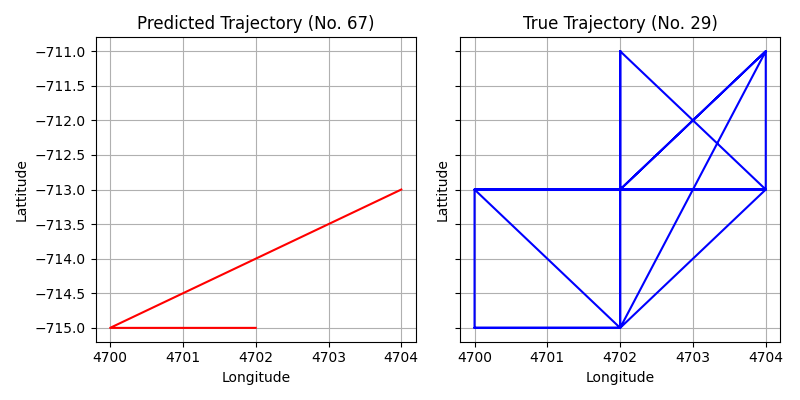 Predicted Trajectory (No. 67)
True Trajectory (No. 29)
Lattitude
−711.0
−711.5
−712.0
−712.5
−713.0
−713.5
−714.0
−714.5
−715.0
4700 4701 4702 4703 4704
Longitude
Lattitude
4700 4701 4702 4703 4704
Longitude